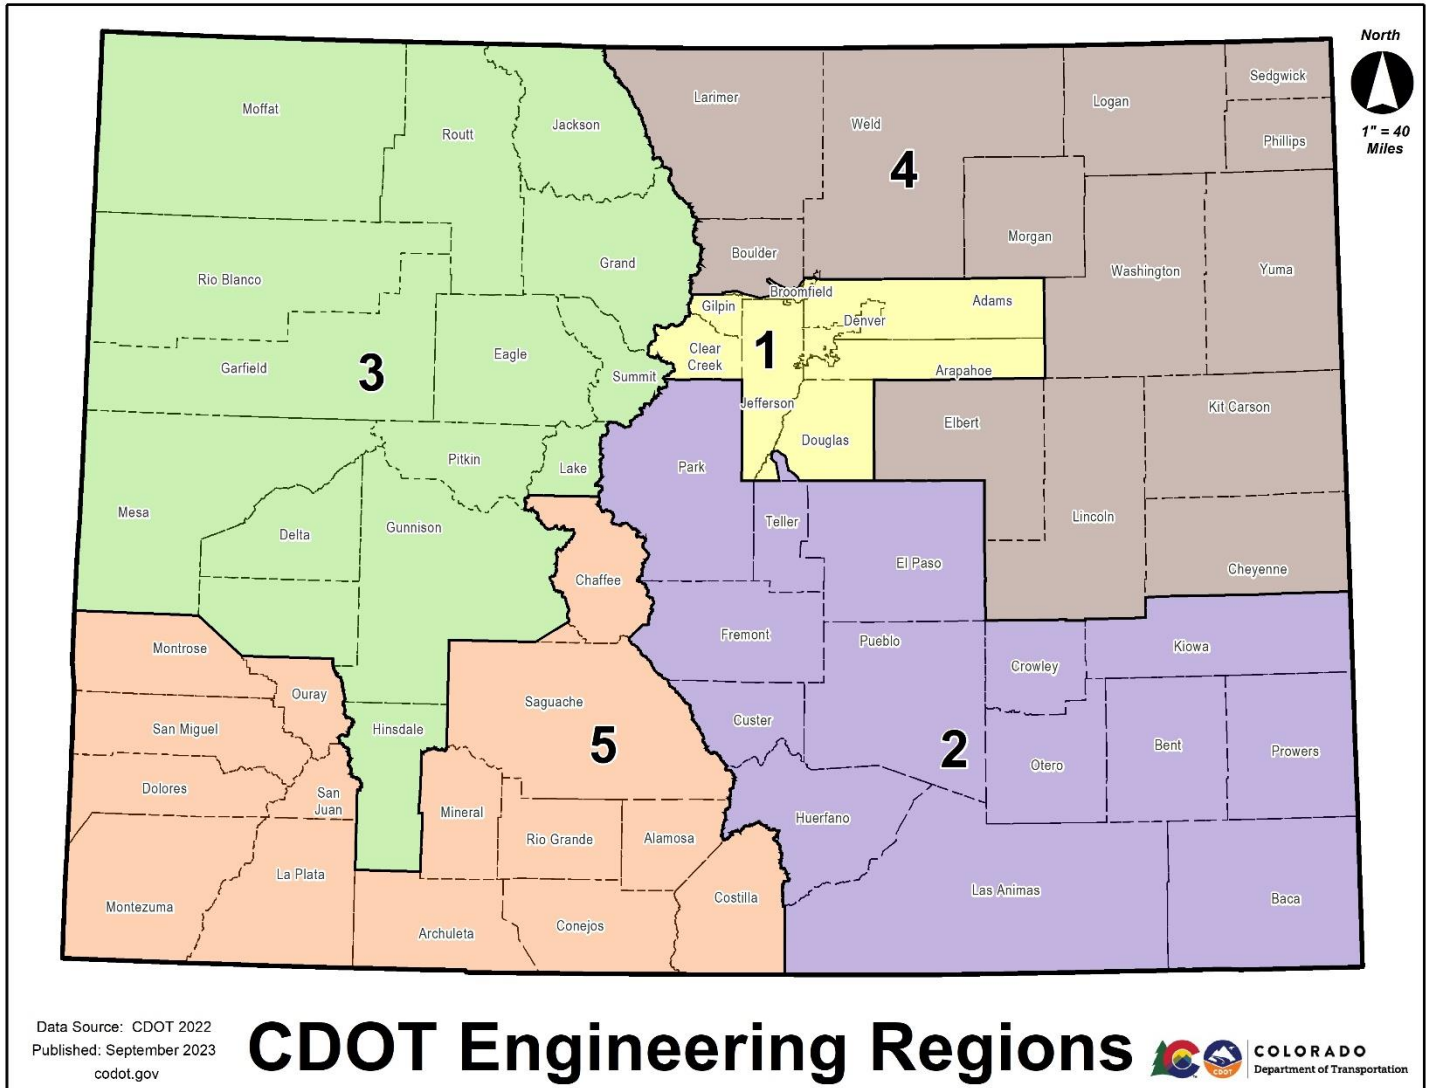 North
1" = 40
Miles
Sedgwick
Larimer
Logan
Moffat
Weld
Jackson
Routt
Phillips
4
Morgan
Boulder
Grand
Washington
Yuma
Rio Blanco
Broomfield
Adams
Gilpin
Denver
1
Clear
Creek
Eagle
Garfield
3
Summit
Arapahoe
Jefferson
Kit Carson
Elbert
Douglas
Pitkin
Lake
Park
Mesa
Lincoln
Teller
Gunnison
Delta
El Paso
Cheyenne
Chaffee
Fremont
Pueblo
Kiowa
Montrose
Crowley
Ouray
Saguache
Custer
San Miguel
Hinsdale
5
2
Bent
Prowers
Otero
Dolores
San
Juan
Mineral
Huerfano
Rio Grande
Alamosa
La Plata
Las Animas
Costilla
Baca
Montezuma
Conejos
Archuleta
Data Source: CDOT 2022
Published: September 2023
codot.gov
CDOT Engineering Regions
CDOT
COLORADO
Department of Transportation